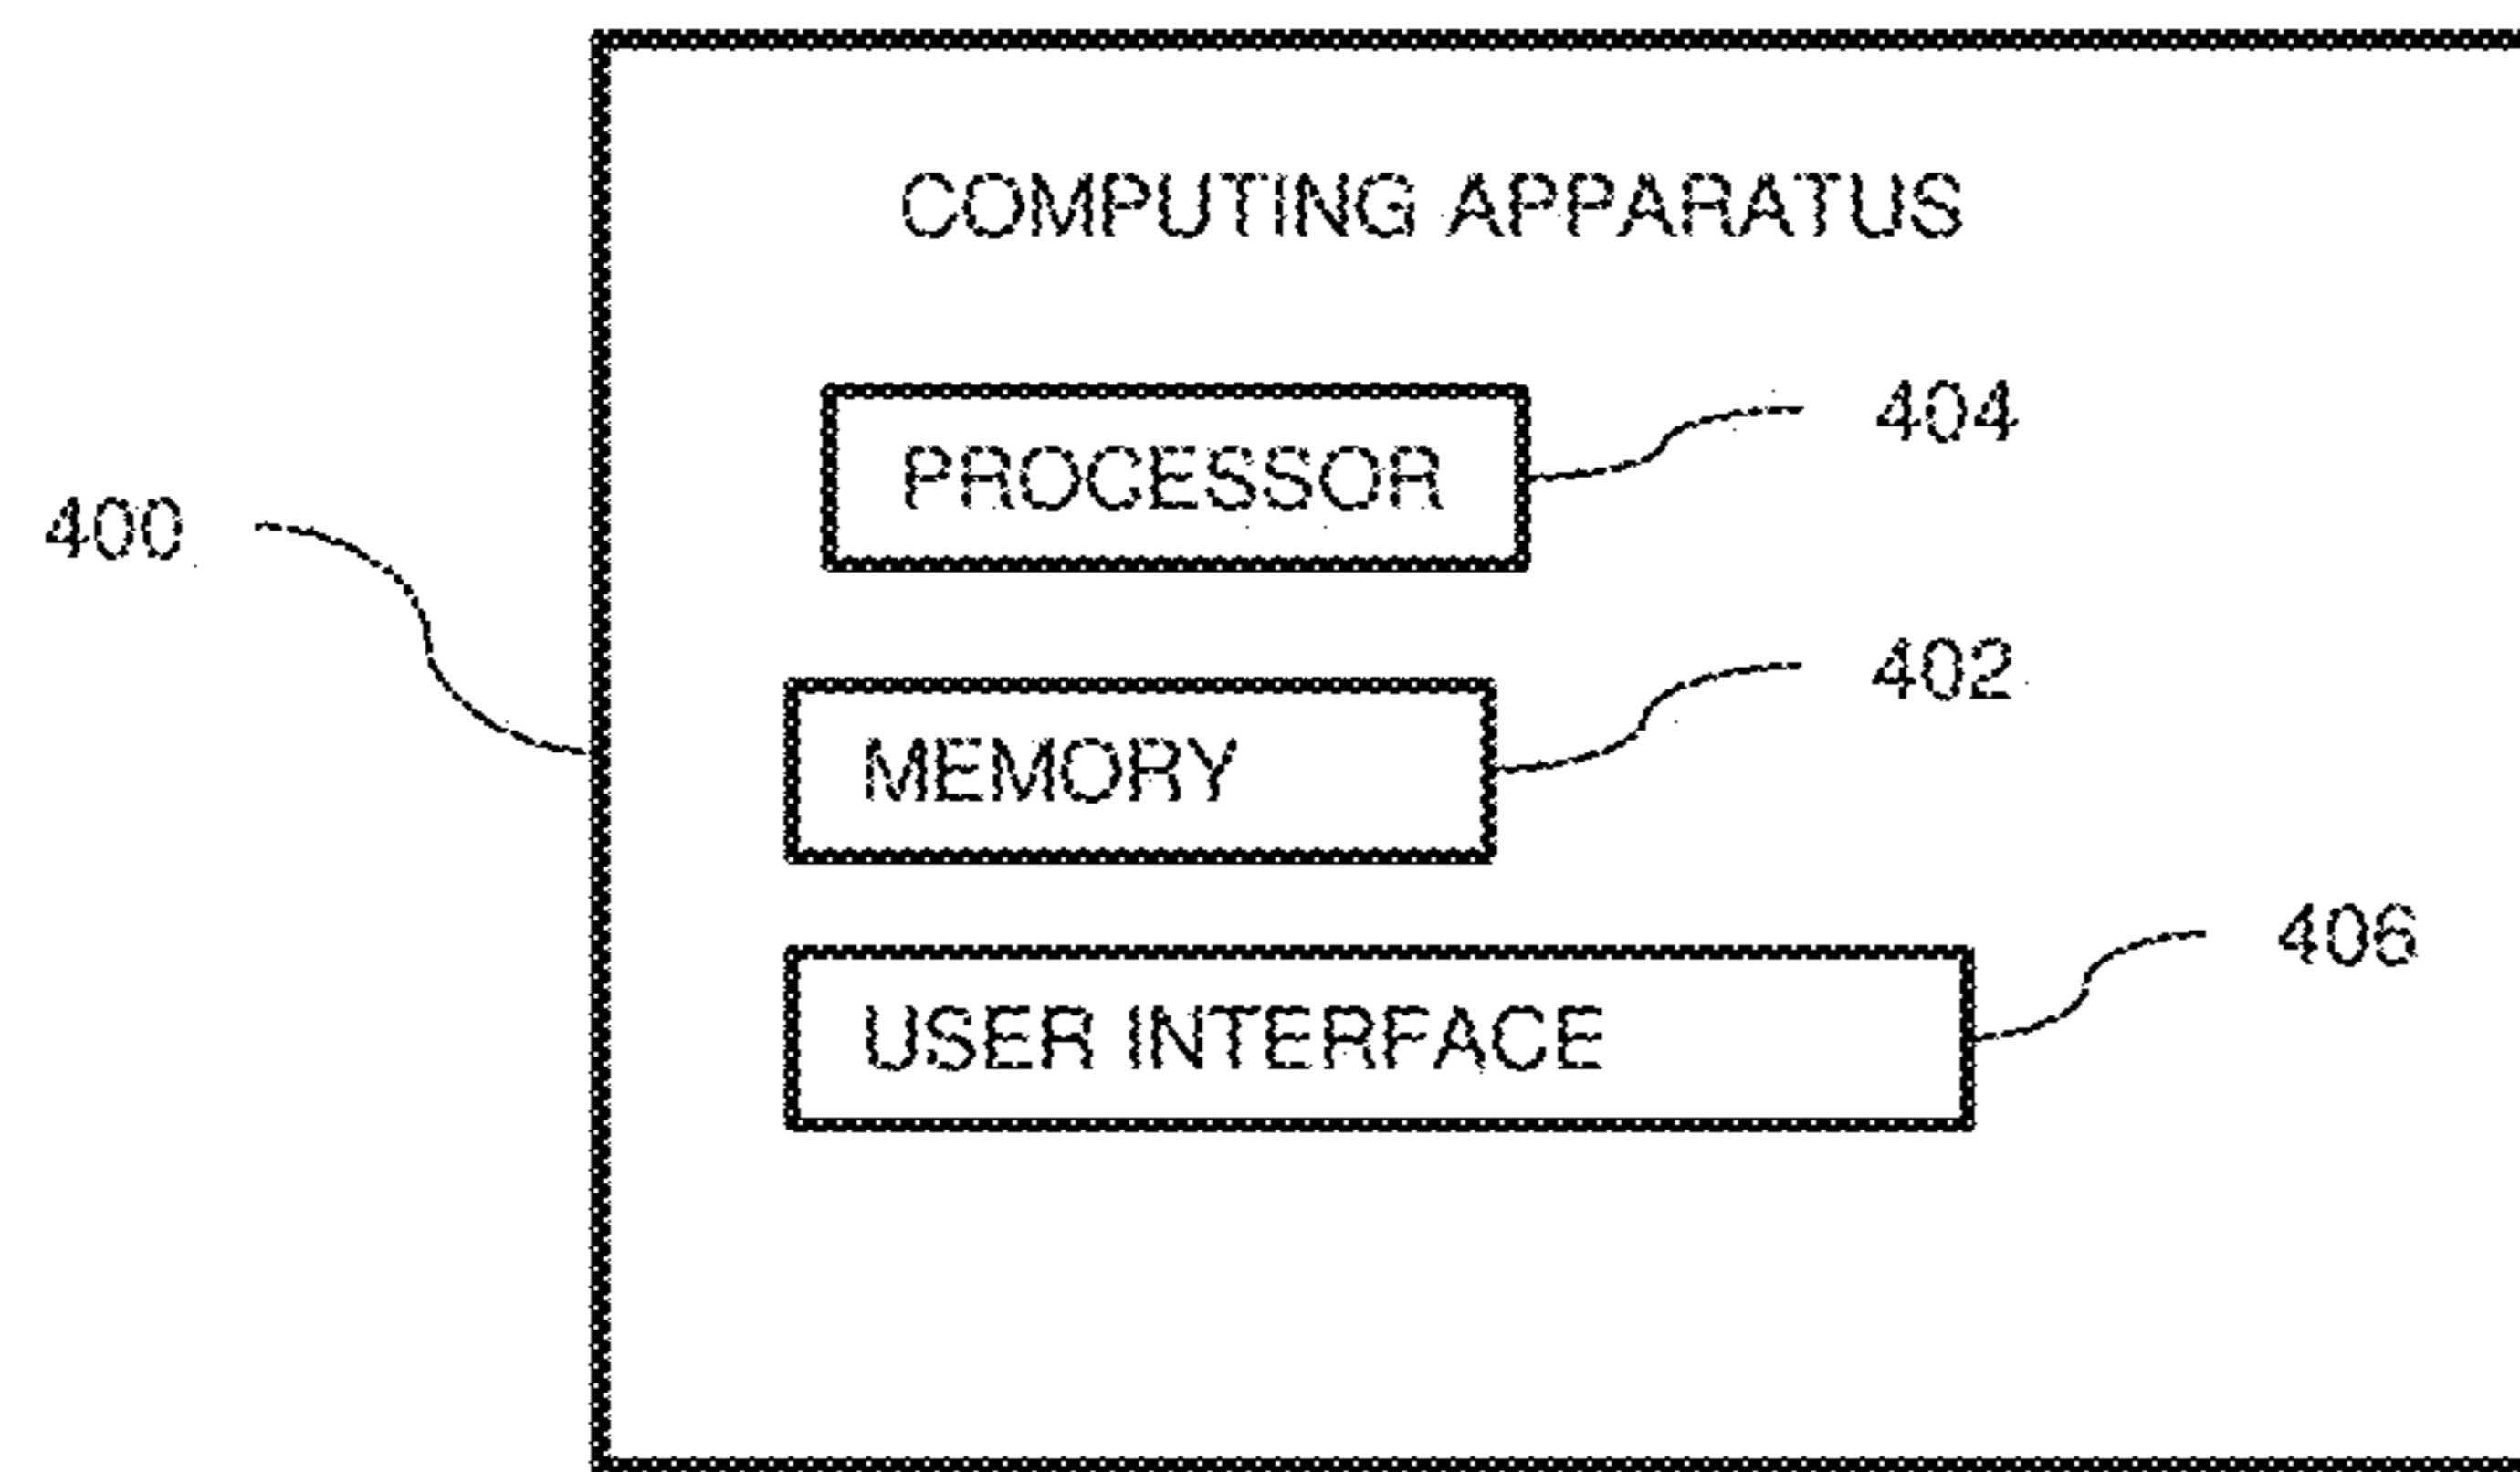 COMPUTING APPARATUS
404
PROCESSOR
400
402
MEMORY
406
USER INTERFACE